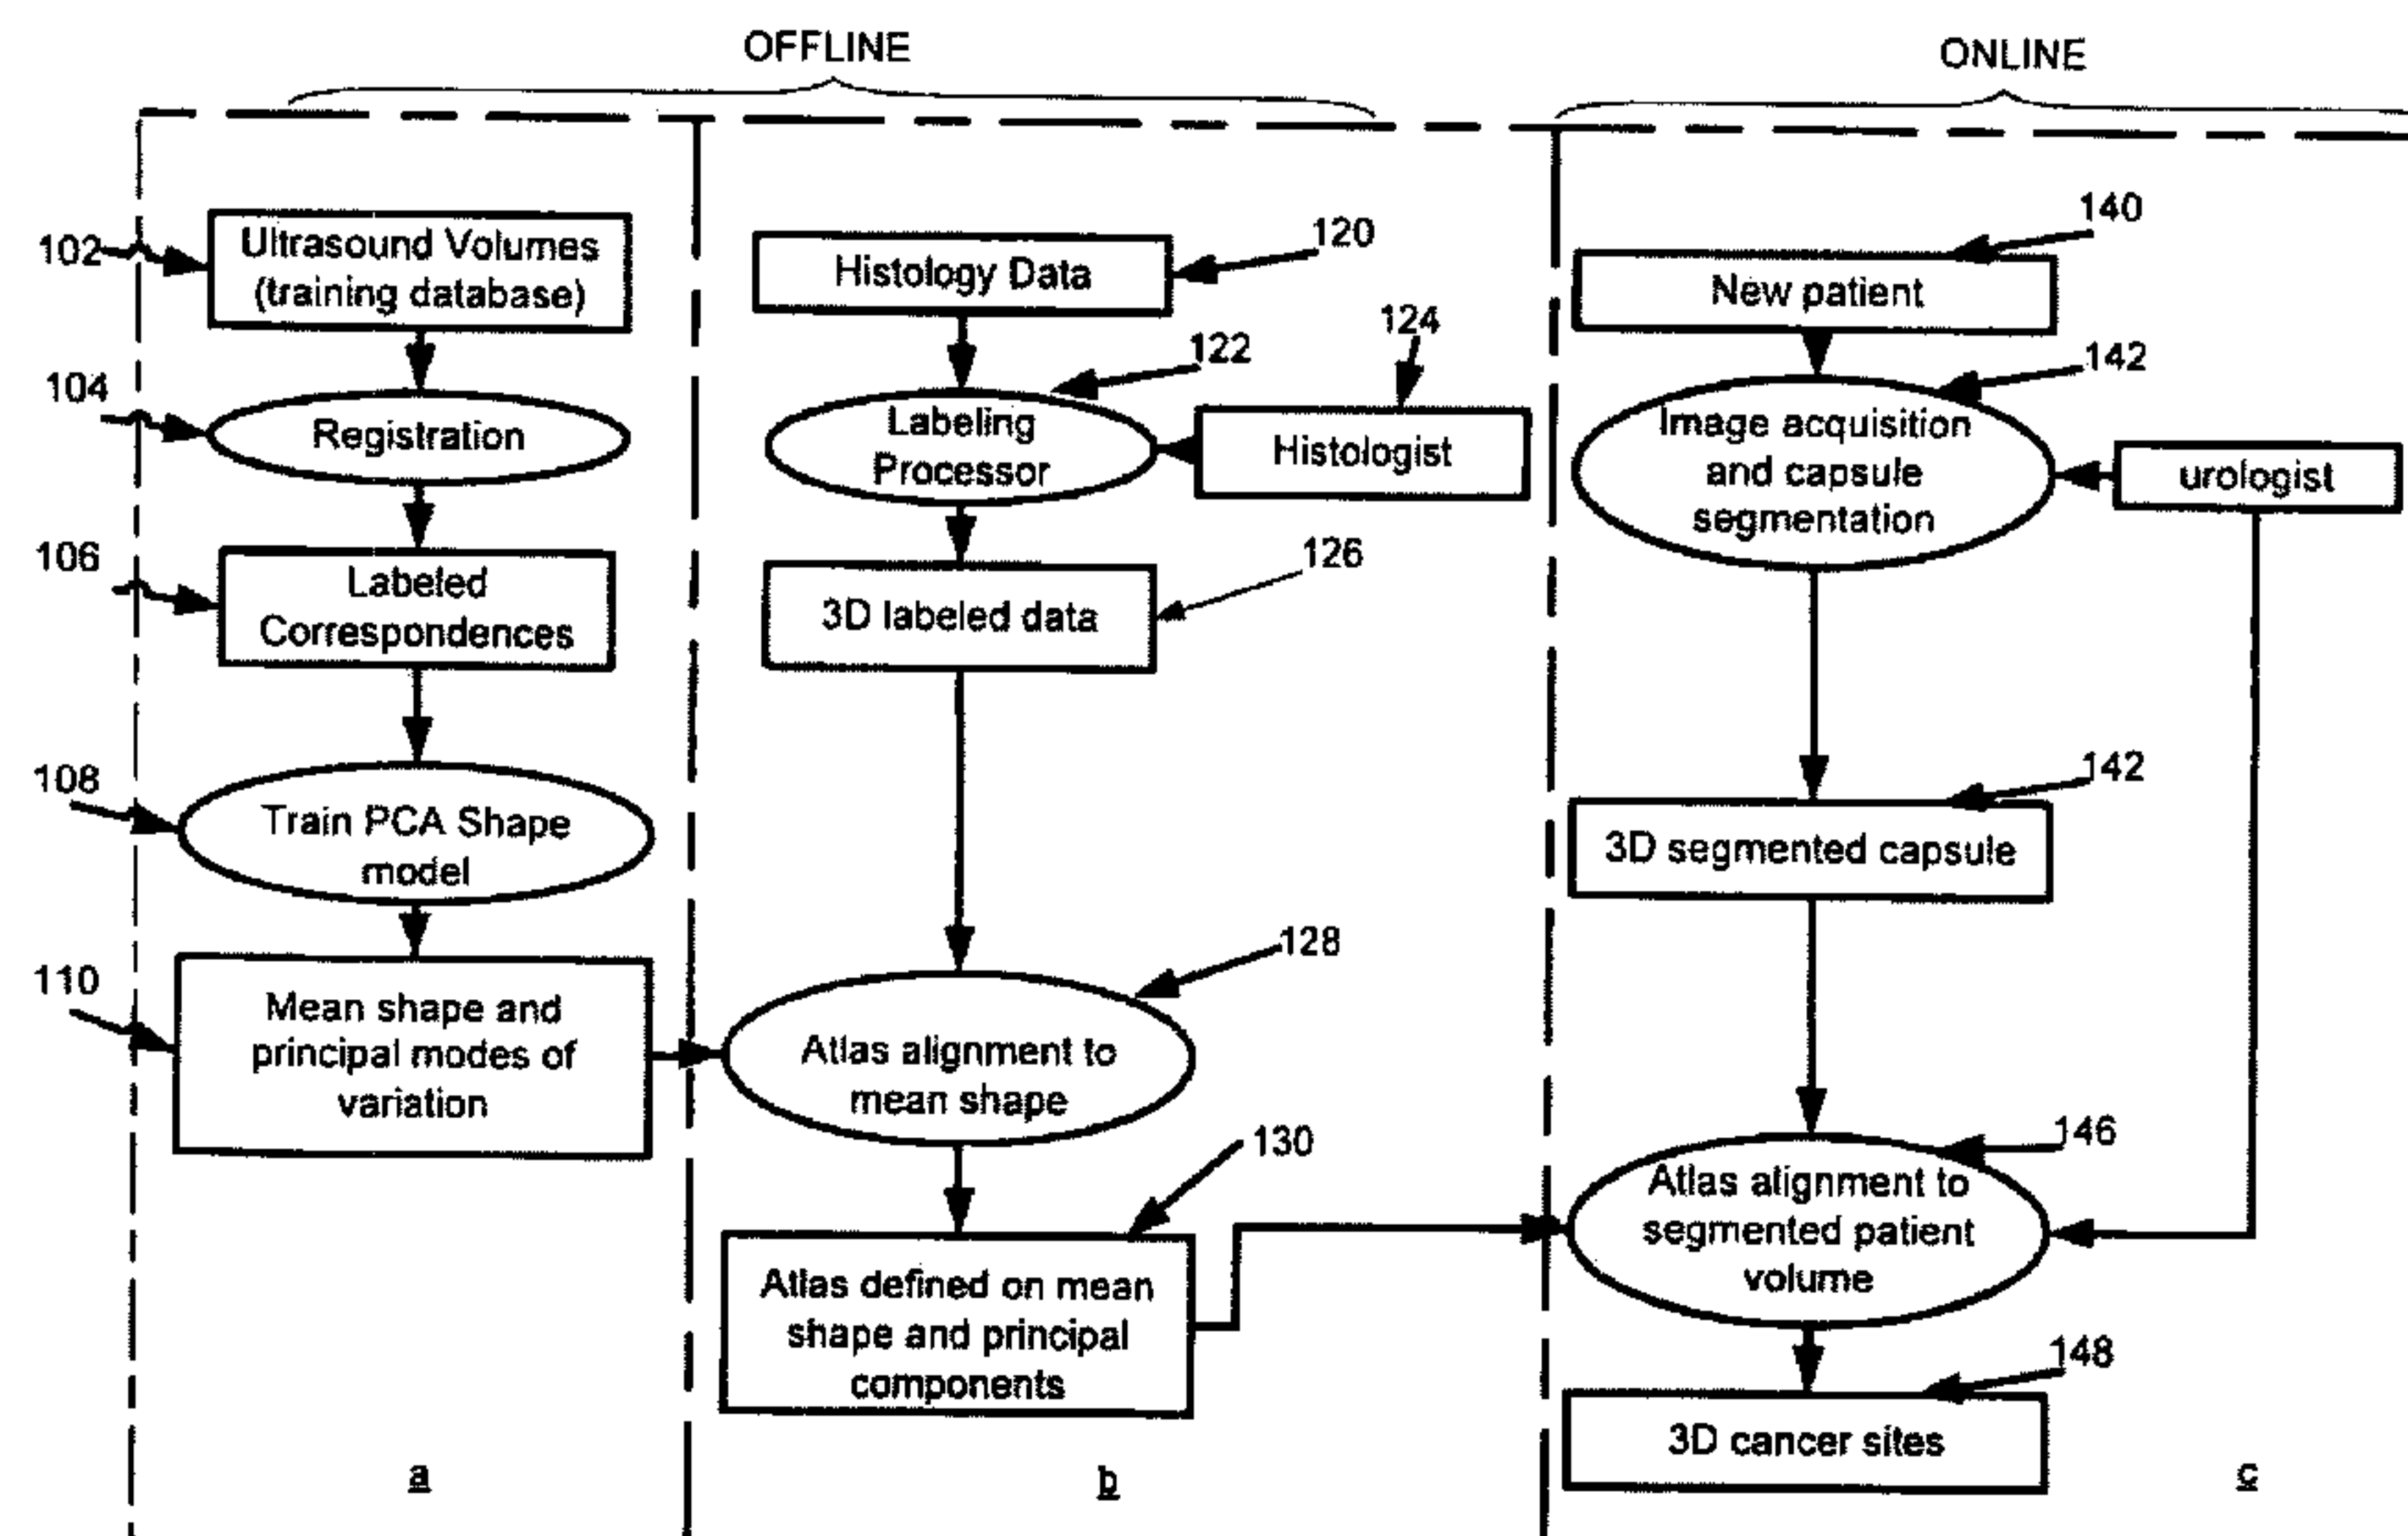 OFFLINE
ONLINE
102
Ultrasound Volumes
(training database)
104
Registration
106
Labeled
Correspondences
108
Train PCA Shape
model
110
Mean shape and
principal modes of
variation
a
120
Histology Data
122
124
Labeling
Processor
Histologist
126
3D labeled data
128
Atlas alignment to
mean shape
130
Atlas defined on mean
shape and principal
components
b
140
New patient
142
Image acquisition
and capsule
segmentation
urologist
142
3D segmented capsule
146
Atlas alignment to
segmented patient
volume
148
3D cancer sites
c